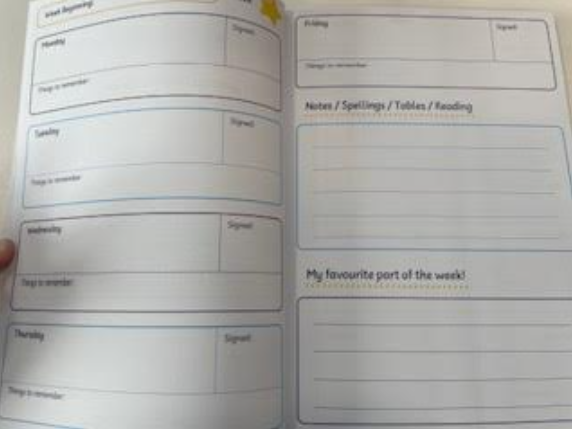 Week Beginning:
Monday
Signed:
Things to remember:
Tuesday
Signed:
Things to remember:
Wednesday
Signed:
Things to remember:
Thursday
Signed:
Things to remember:
Friday
Signed:
Things to remember:
Notes / Spellings / Tables / Reading
My favourite part of the week!